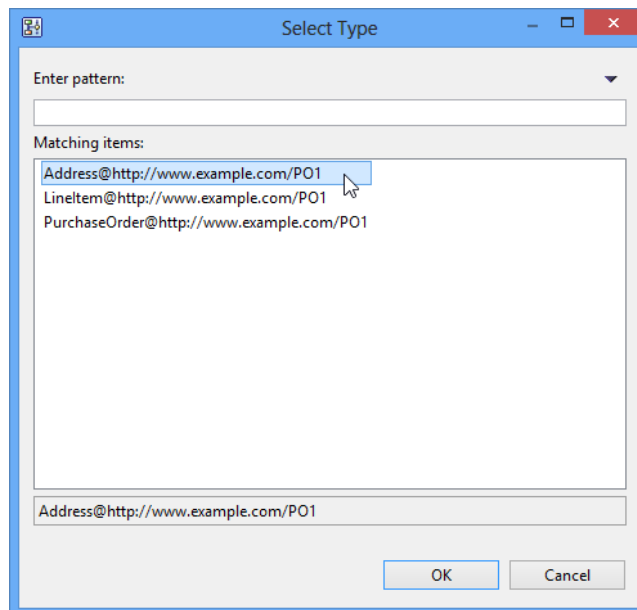 Select Type
Enter pattern:
Matching items:
Address@http://www.example.com/PO1
LineItem@http://www.example.com/PO1
PurchaseOrder@http://www.example.com/PO1
Address@http://www.example.com/PO1
OK Cancel